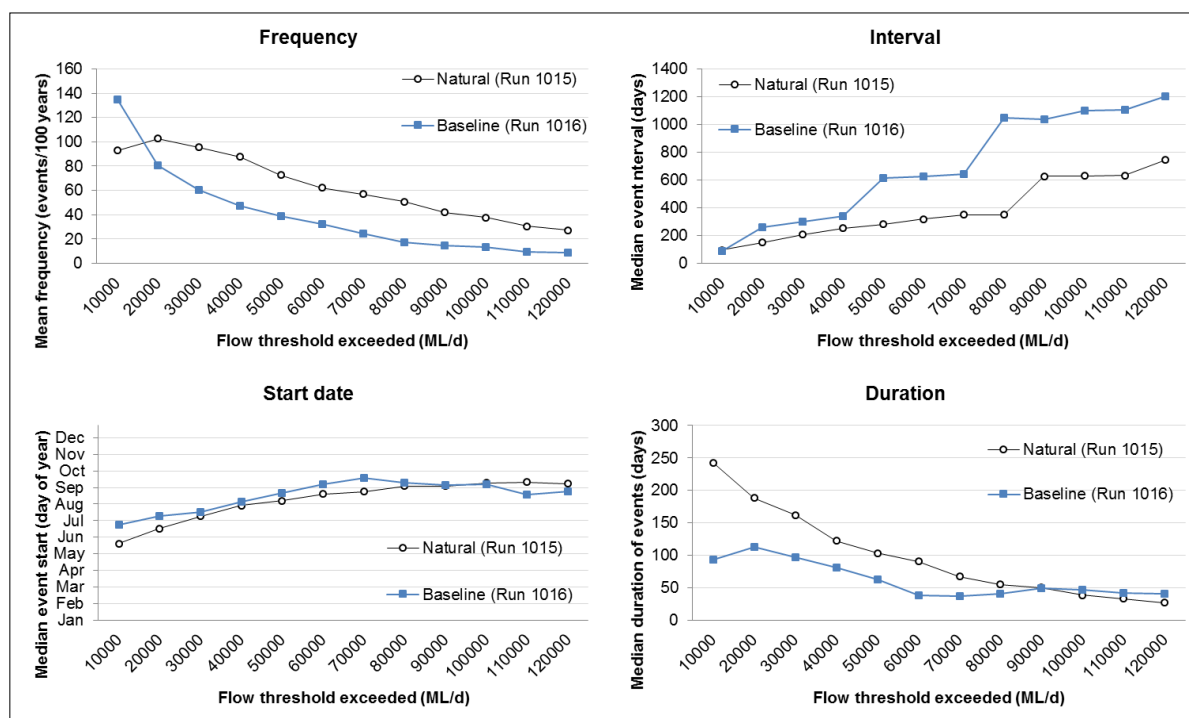 Frequency
Mean frequency (events/100 years)
160
140
120
100
80
60
40
20
0
Natural (Run 1015)
Baseline (Run 1016)
10000
20000
30000
40000
50000
60000
70000
80000
90000
100000
110000
120000
Flow threshold exceeded (ML/d)
Interval
Median event nterval (days)
1400
1200
1000
800
600
400
200
0
Natural (Run 1015)
Baseline (Run 1016)
10000
20000
30000
40000
50000
60000
70000
80000
90000
100000
110000
120000
Flow threshold exceeded (ML/d)
Start date
Median event start (day of year)
Dec
Nov
Oct
Sep
Aug
Jul
Jun
May
Apr
Mar
Feb
Jan
Natural (Run 1015)
Baseline (Run 1016)
10000
20000
30000
40000
50000
60000
70000
80000
90000
100000
110000
120000
Flow threshold exceeded (ML/d)
Duration
Median duration of events (days)
300
250
200
150
100
50
0
Natural (Run 1015)
Baseline (Run 1016)
10000
20000
30000
40000
50000
60000
70000
80000
90000
100000
110000
120000
Flow threshold exceeded (ML/d)